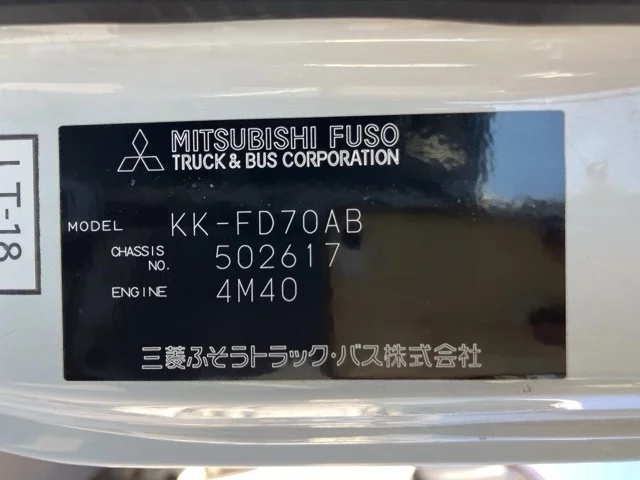 MITSUBISHI FUSO
TRUCK & BUS CORPORATION
MODEL KK-FD70AB
CHASSIS NO. 502617
ENGINE 4M40
三菱ふそうトラック・バス株式会社
LT-18